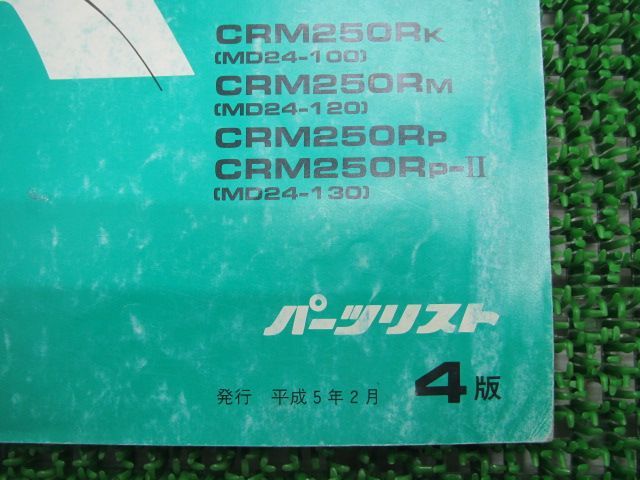 CRM250RK
(MD24-100)
CRM250RM
(MD24-120)
CRM250RP
CRM250RP-II
(MD24-130)
パーツリスト
発行 平成5年2月 4版